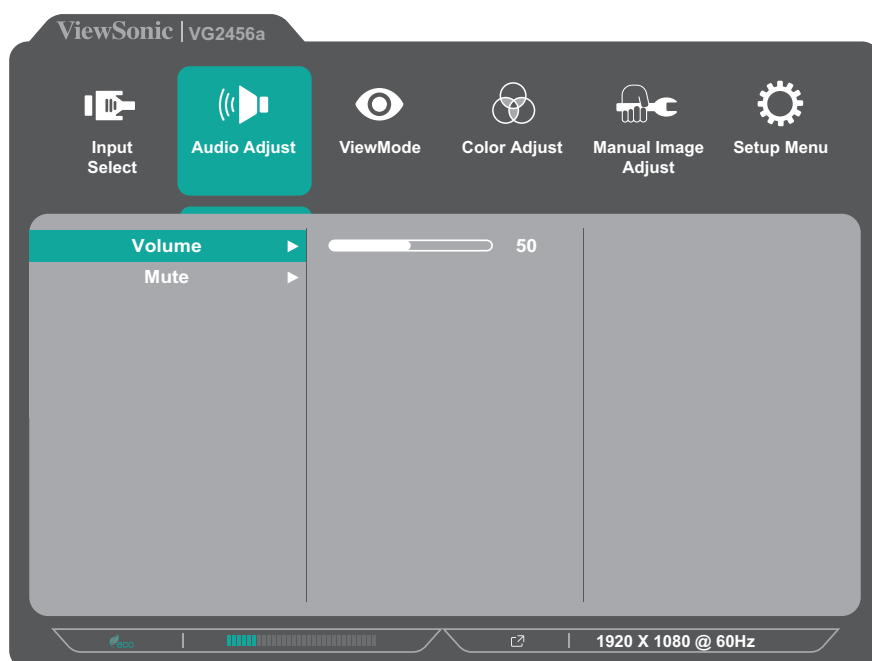 ViewSonic | VG2456a
Input
Select
Audio Adjust
ViewMode
Color Adjust
Manual Image
Adjust
Setup Menu
Volume
50
Mute
eco
1920 X 1080 @ 60Hz